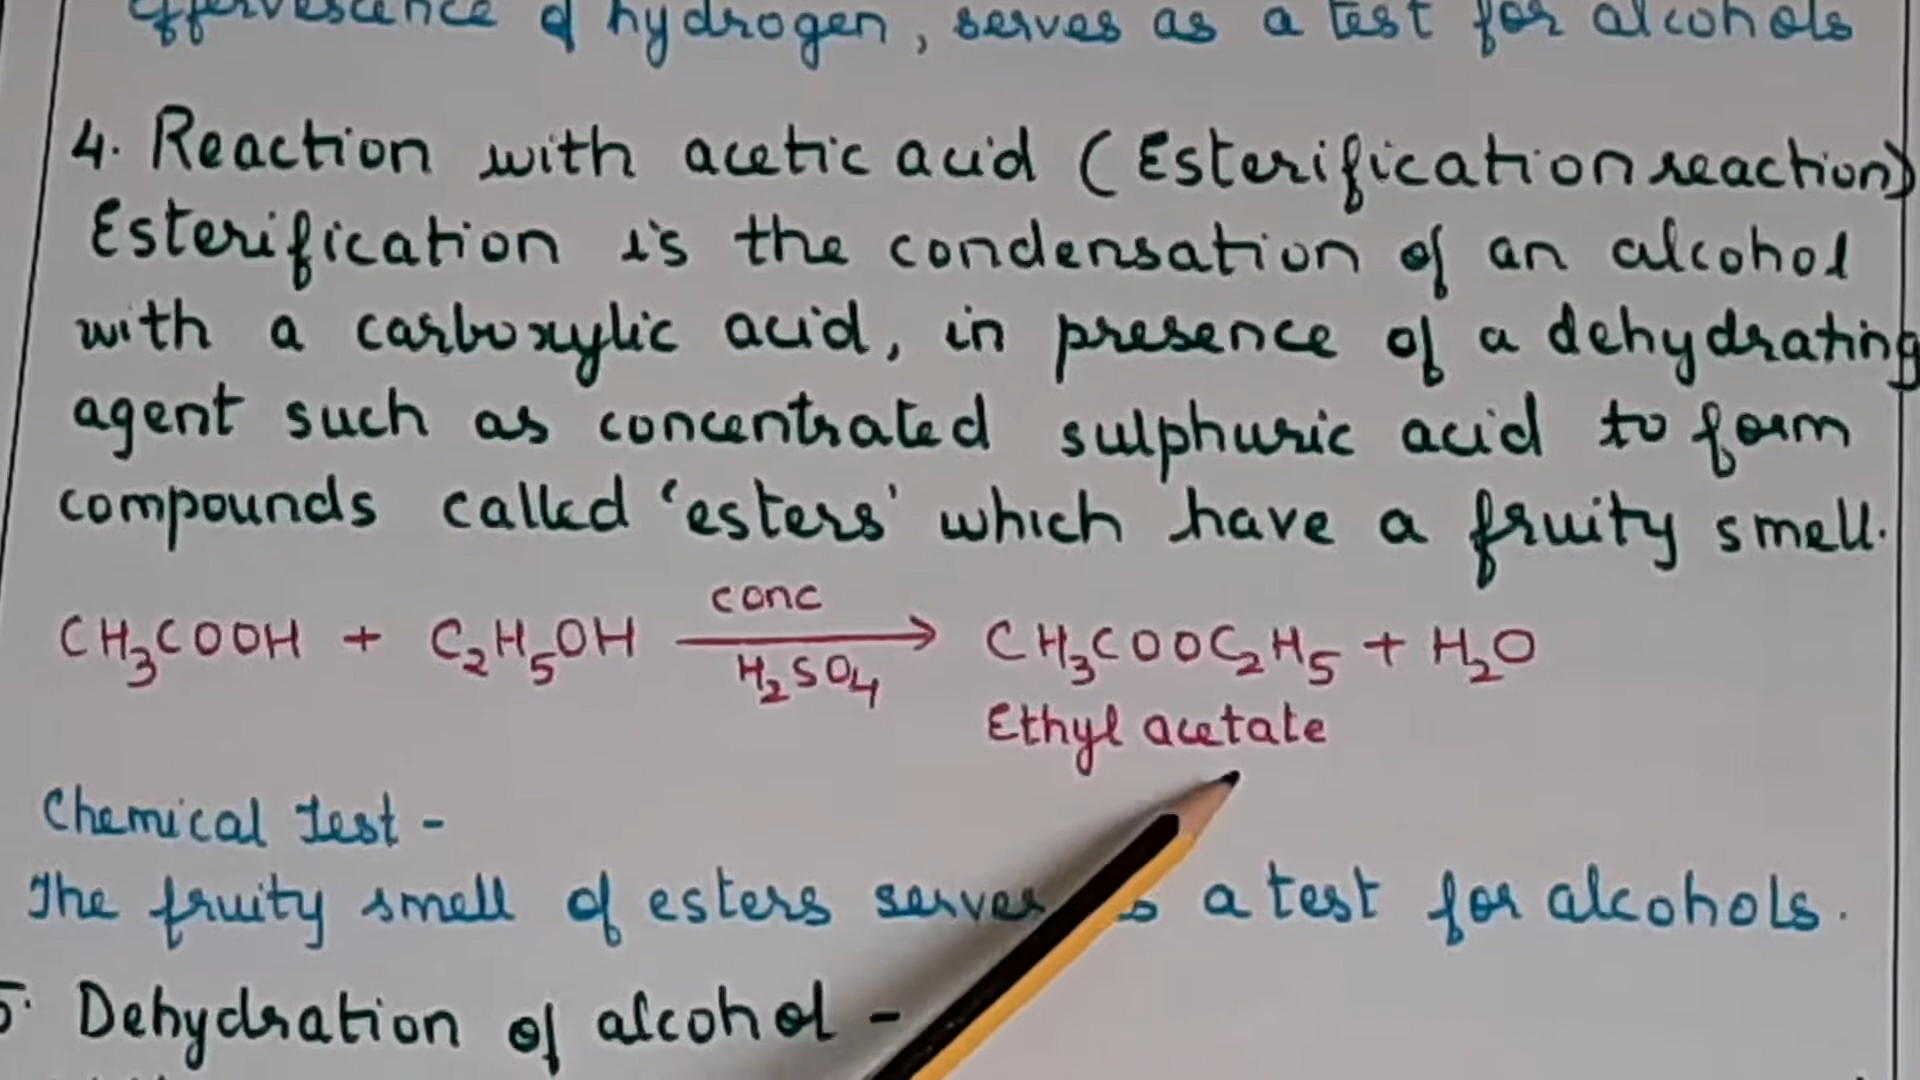 Effervescence of hydrogen, serves as a test for alcohols
4. Reaction with acetic acid (Esterification reaction)
Esterification is the condensation of an alcohol
with a carboxylic acid, in presence of a dehydrating
agent such as concentrated sulphuric acid to form
compounds called 'esters' which have a fruity smell.
CH₃COOH + C₂H₅OH conc H₂SO₄ → CH₃COOC₂H₅ + H₂O
Ethyl acetate
Chemical Test -
The fruity smell of esters serves a test for alcohols.
5. Dehydration of alcohol -